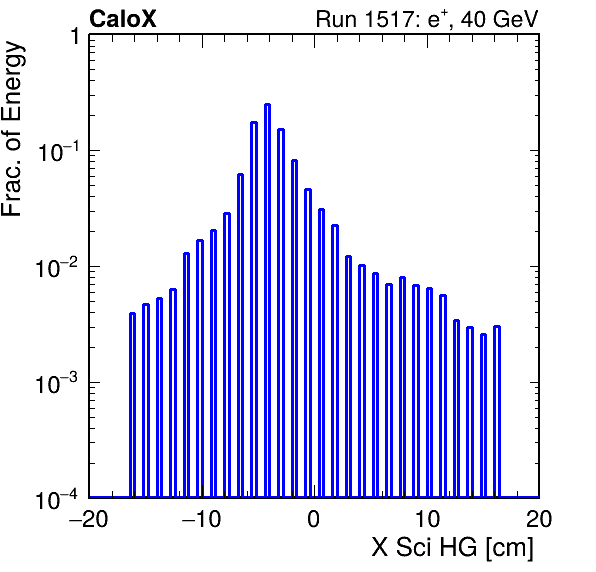 CaloX Run 1517: e⁺, 40 GeV
Frac. of Energy
1
10⁻¹
10⁻²
10⁻³
10⁻⁴
−20 −10 0 10 20
X Sci HG [cm]